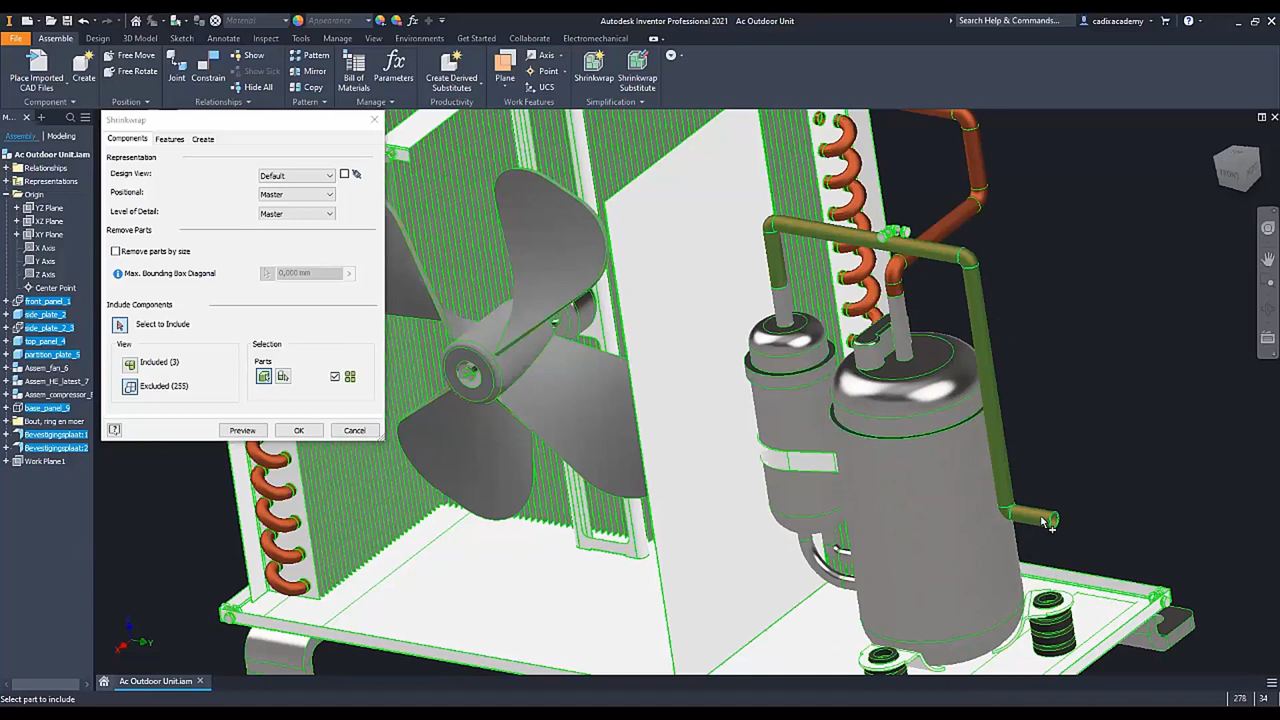 Material
Appearance
fx
Autodesk Inventor Professional 2021 Ac Outdoor Unit
Search Help & Commands...
cadixacademy
File Assemble Design 3D Model Sketch Annotate Inspect Tools Manage View Environments Get Started Collaborate Electromechanical
Place Imported CAD Files
Create
Component
Free Move
Free Rotate
Position
Joint
Constrain
Show
Show Sick
Hide All
Relationships
Pattern
Mirror
Copy
Pattern
Bill of Materials
Parameters
Manage
Create Derived Substitutes
Productivity
Plane
Axis
Point
UCS
Work Features
Shrinkwrap
Shrinkwrap Substitute
Simplification
M...
Assembly
Modeling
Ac Outdoor Unit.iam
Relationships
Representations
Origin
YZ Plane
XZ Plane
XY Plane
X Axis
Y Axis
Z Axis
Center Point
front_panel_1
side_plate_2
side_plate_2_3
top_panel_4
partition_plate_5
Assem_fan_6
Assem_HE_latest_7
Assem_compressor_
base_panel_9
Bout, ring en moer
Bevestigingsplaat:1
Bevestigingsplaat:2
Work Plane1
Shrinkwrap
Components Features Create
Representation
Design View: Default
Positional: Master
Level of Detail: Master
Remove Parts
Remove parts by size
Max. Bounding Box Diagonal 0,000 mm
Include Components
Select to Include
View
Included (3)
Excluded (255)
Selection
Parts
Preview OK Cancel
FRONT
Z
Y
X
Ac Outdoor Unit.iam
Select part to include
278 34